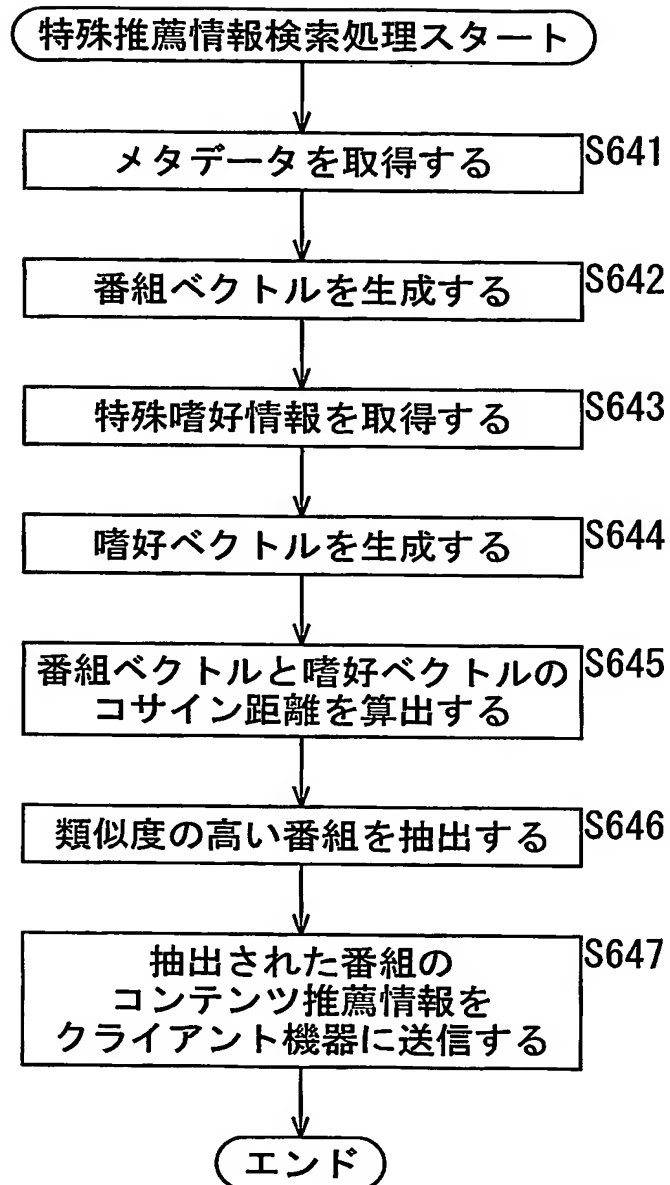 特殊推薦情報検索処理スタート
メタデータを取得する
S641
番組ベクトルを生成する
S642
特殊嗜好情報を取得する
S643
嗜好ベクトルを生成する
S644
番組ベクトルと嗜好ベクトルの
コサイン距離を算出する
S645
類似度の高い番組を抽出する
S646
抽出された番組の
コンテンツ推薦情報を
クライアント機器に送信する
S647
エンド